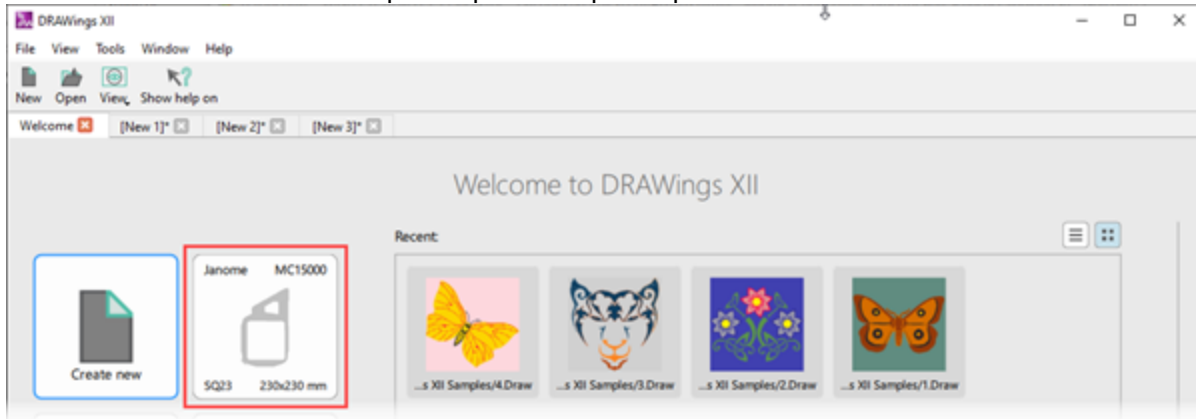 DRAWings XII
File View Tools Window Help
New Open View Show help on
Welcome [New 1]* [New 2]* [New 3]*
Welcome to DRAWings XII
Recent:
Janome MC15000
Create new
SQ23 230x230 mm
...s XII Samples/4.Draw ...s XII Samples/3.Draw ...s XII Samples/2.Draw ...s XII Samples/1.Draw